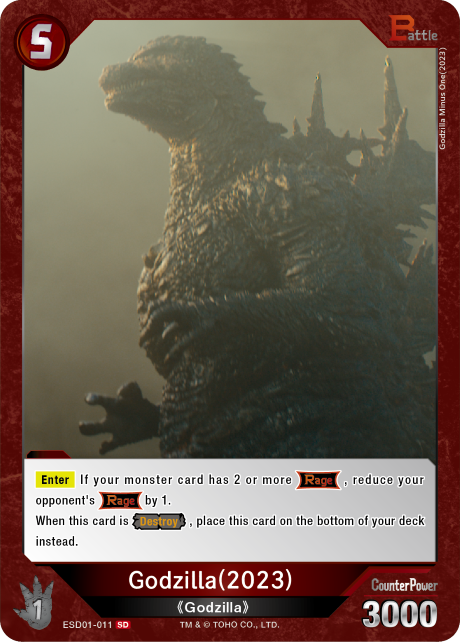 5
Battle
Godzilla Minus One(2023)
Enter If your monster card has 2 or more Rage , reduce your
opponent's Rage by 1.
When this card is Destroy , place this card on the bottom of your deck
instead.
Godzilla(2023)
《Godzilla》
CounterPower
3000
1
ESD01-011 SD
TM & © TOHO CO., LTD.